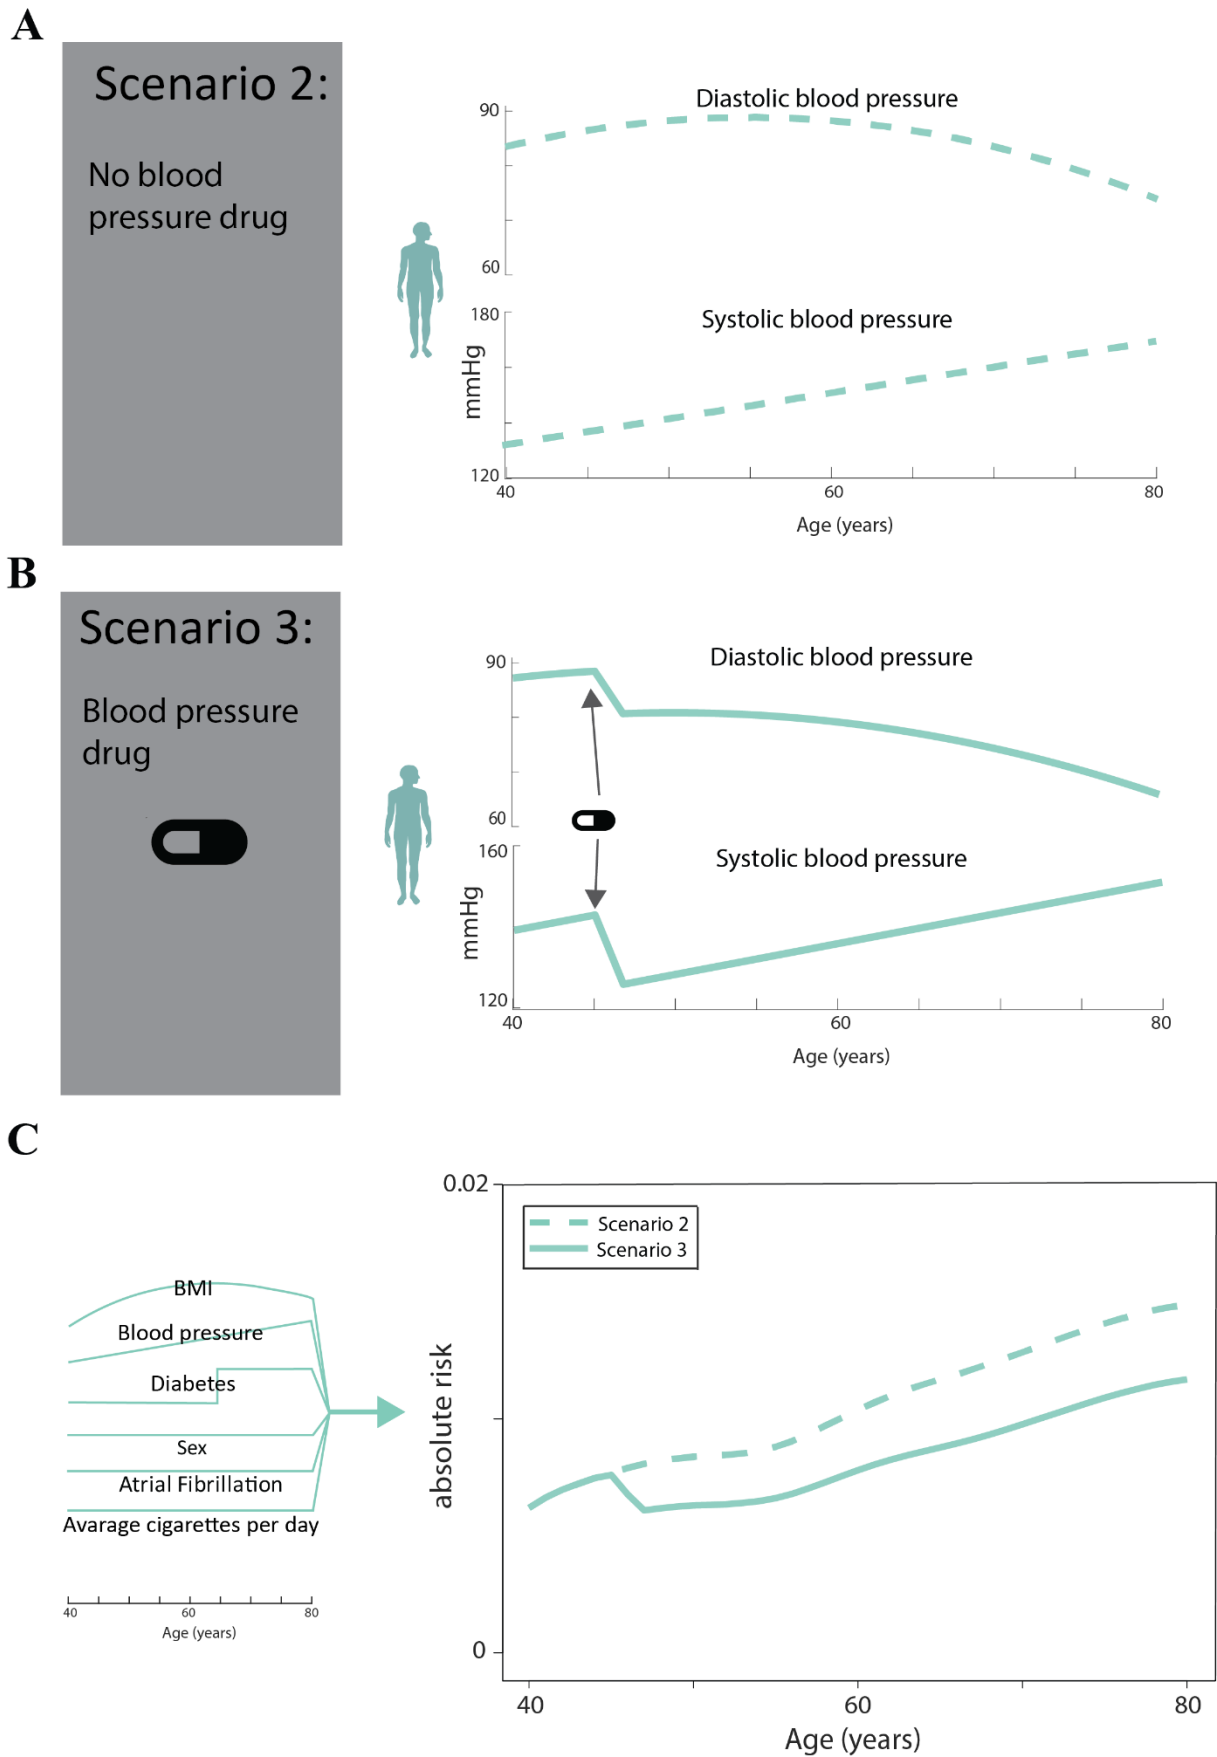 A
Scenario 2:
No blood
pressure drug
Diastolic blood pressure
90
60
Systolic blood pressure
180
mmHg
120
40 60 80
Age (years)
B
Scenario 3:
Blood pressure
drug
Diastolic blood pressure
90
60
Systolic blood pressure
160
mmHg
120
40 60 80
Age (years)
C
BMI
Blood pressure
Diabetes
Sex
Atrial Fibrillation
Avarage cigarettes per day
40 60 80
Age (years)
0.02
Scenario 2
Scenario 3
absolute risk
0
40 60 80
Age (years)